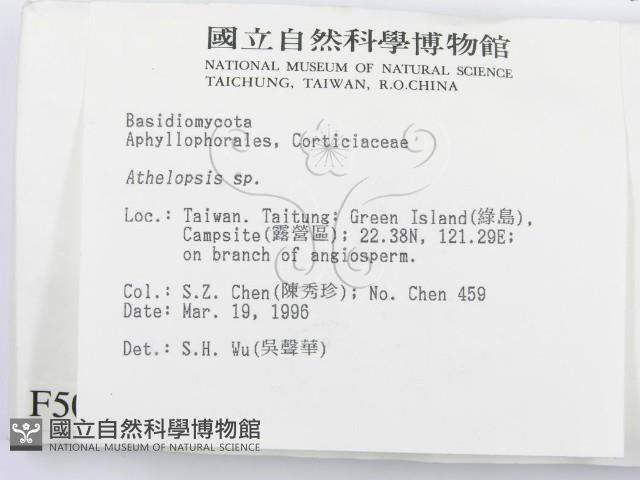 國立自然科學博物館
NATIONAL MUSEUM OF NATURAL SCIENCE
TAICHUNG, TAIWAN, R.O.CHINA
Basidiomycota
Aphyllophorales, Corticiaceae
Athelopsis sp.
Loc.: Taiwan. Taitung: Green Island(綠島),
Campsite(露營區); 22.38N, 121.29E;
on branch of angiosperm.
Col.: S.Z. Chen(陳秀珍); No. Chen 459
Date: Mar. 19, 1996
Det.: S.H. Wu(吳聲華)
國立自然科學博物館
NATIONAL MUSEUM OF NATURAL SCIENCE